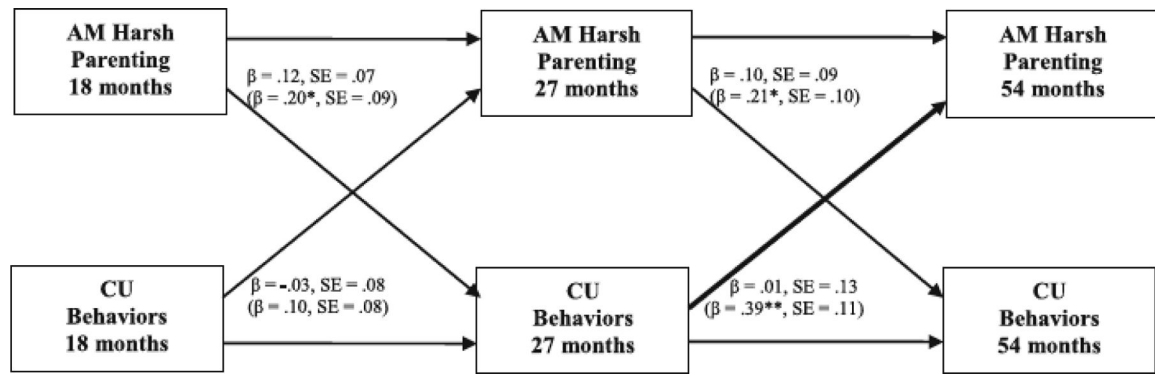 AM Harsh
Parenting
18 months
AM Harsh
Parenting
27 months
AM Harsh
Parenting
54 months
β = .12, SE = .07
(β = .20*, SE = .09)
β = .10, SE = .09
(β = .21*, SE = .10)
β = -.03, SE = .08
(β = .10, SE = .08)
β = .01, SE = .13
(β = .39**, SE = .11)
CU
Behaviors
18 months
CU
Behaviors
27 months
CU
Behaviors
54 months